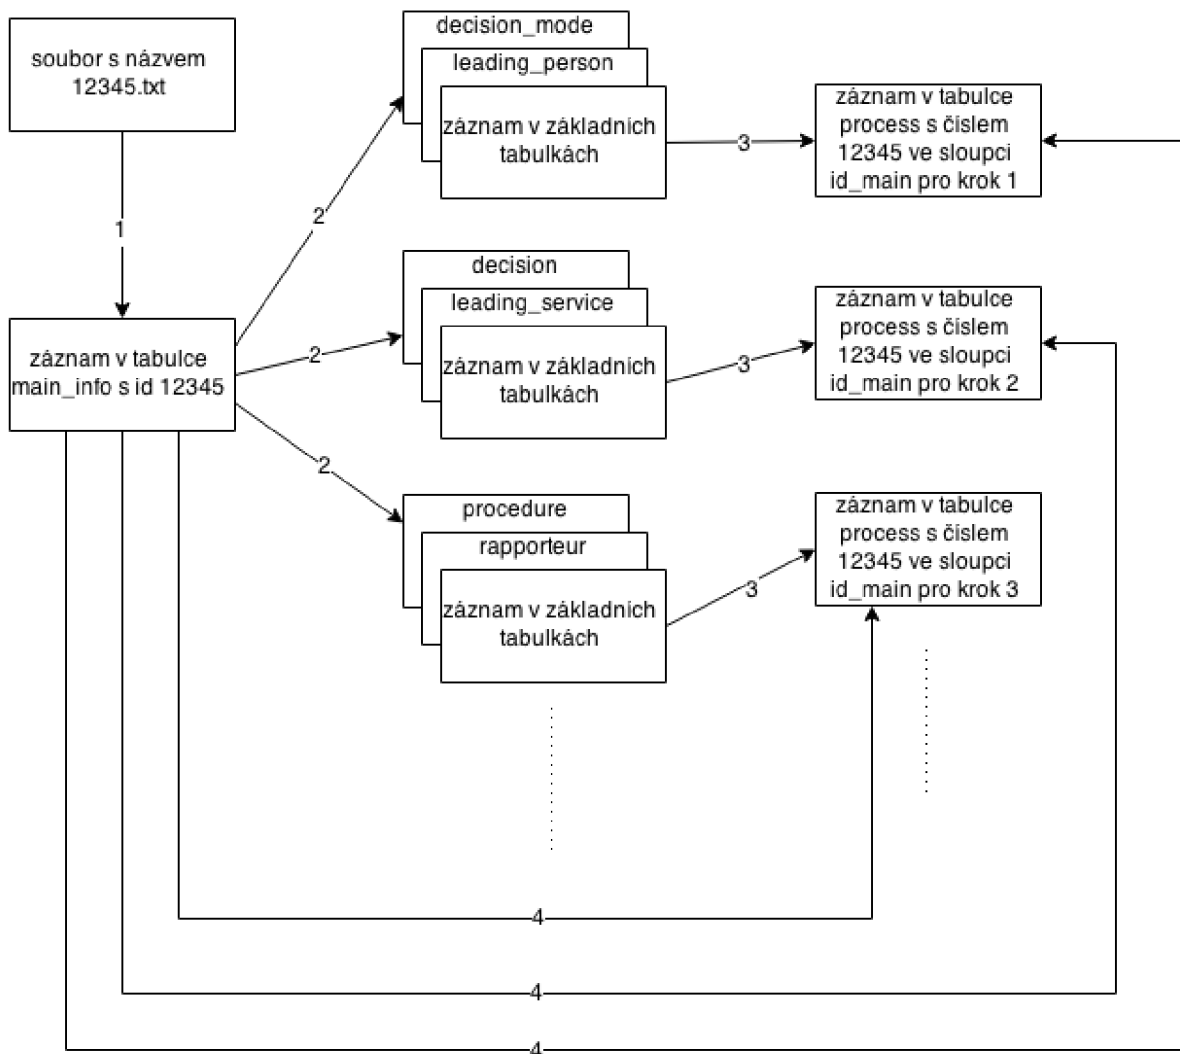 soubor s názvem
12345.txt
1
záznam v tabulce
main_info s id 12345
2
decision_mode
leading_person
záznam v základních
tabulkách
3
záznam v tabulce
process s číslem
12345 ve sloupci
id_main pro krok 1
2
decision
leading_service
záznam v základních
tabulkách
3
záznam v tabulce
process s číslem
12345 ve sloupci
id_main pro krok 2
2
procedure
rapporteur
záznam v základních
tabulkách
3
záznam v tabulce
process s číslem
12345 ve sloupci
id_main pro krok 3
4
4
4